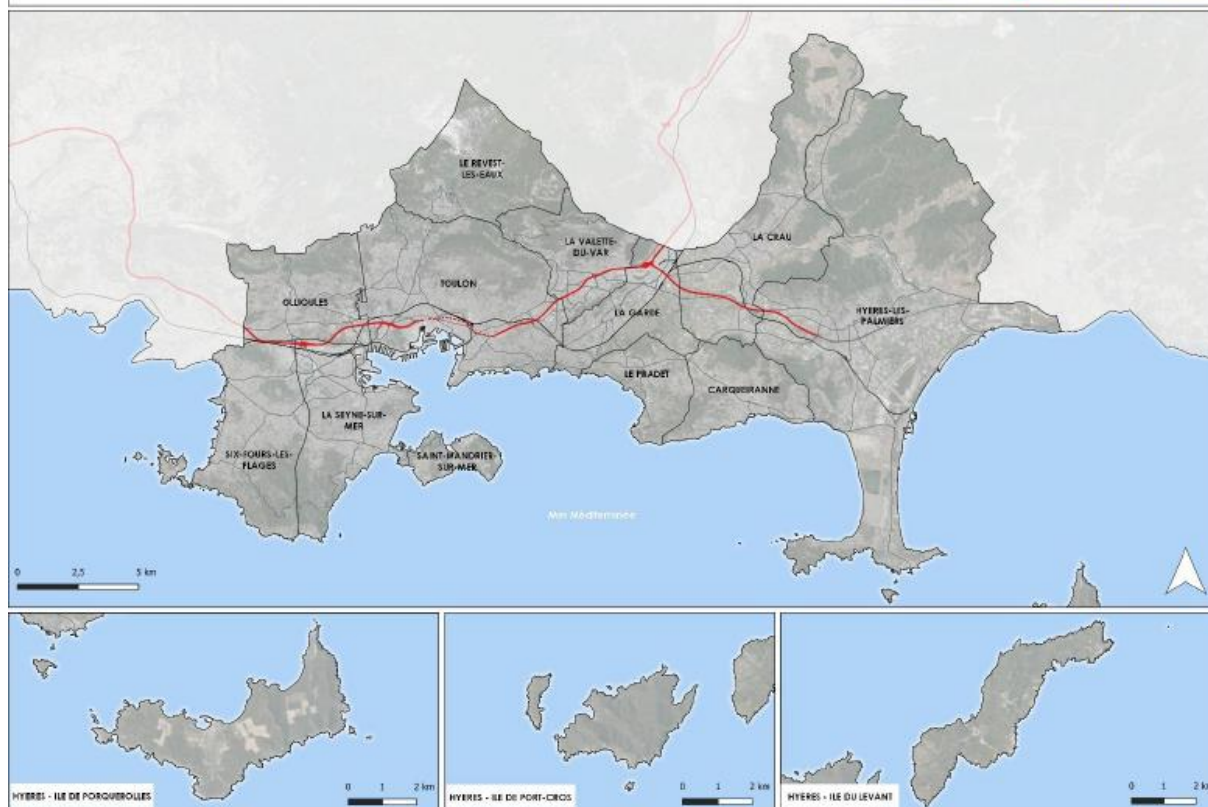 LE REVEST-
LES-EAUX
LA VALETTE-
DU-VAR
LA CRAU
TOULON
OLLIOULES
LA GARDE
HYERES-LES-
PALMIERS
LE PRADET
CARQUEIRANNE
LA SEYNE-SUR-
MER
SIX-FOURS-LES-
PLAGES
SAINT-MANDRIER-
SUR-MER
Mer Méditerranée
0 2,5 5 km
HYERES - ILE DE PORQUEROLLES
0 1 2 km
HYERES - ILE DE PORT-CROS
0 1 2 km
HYERES - ILE DU LEVANT
0 1 2 km